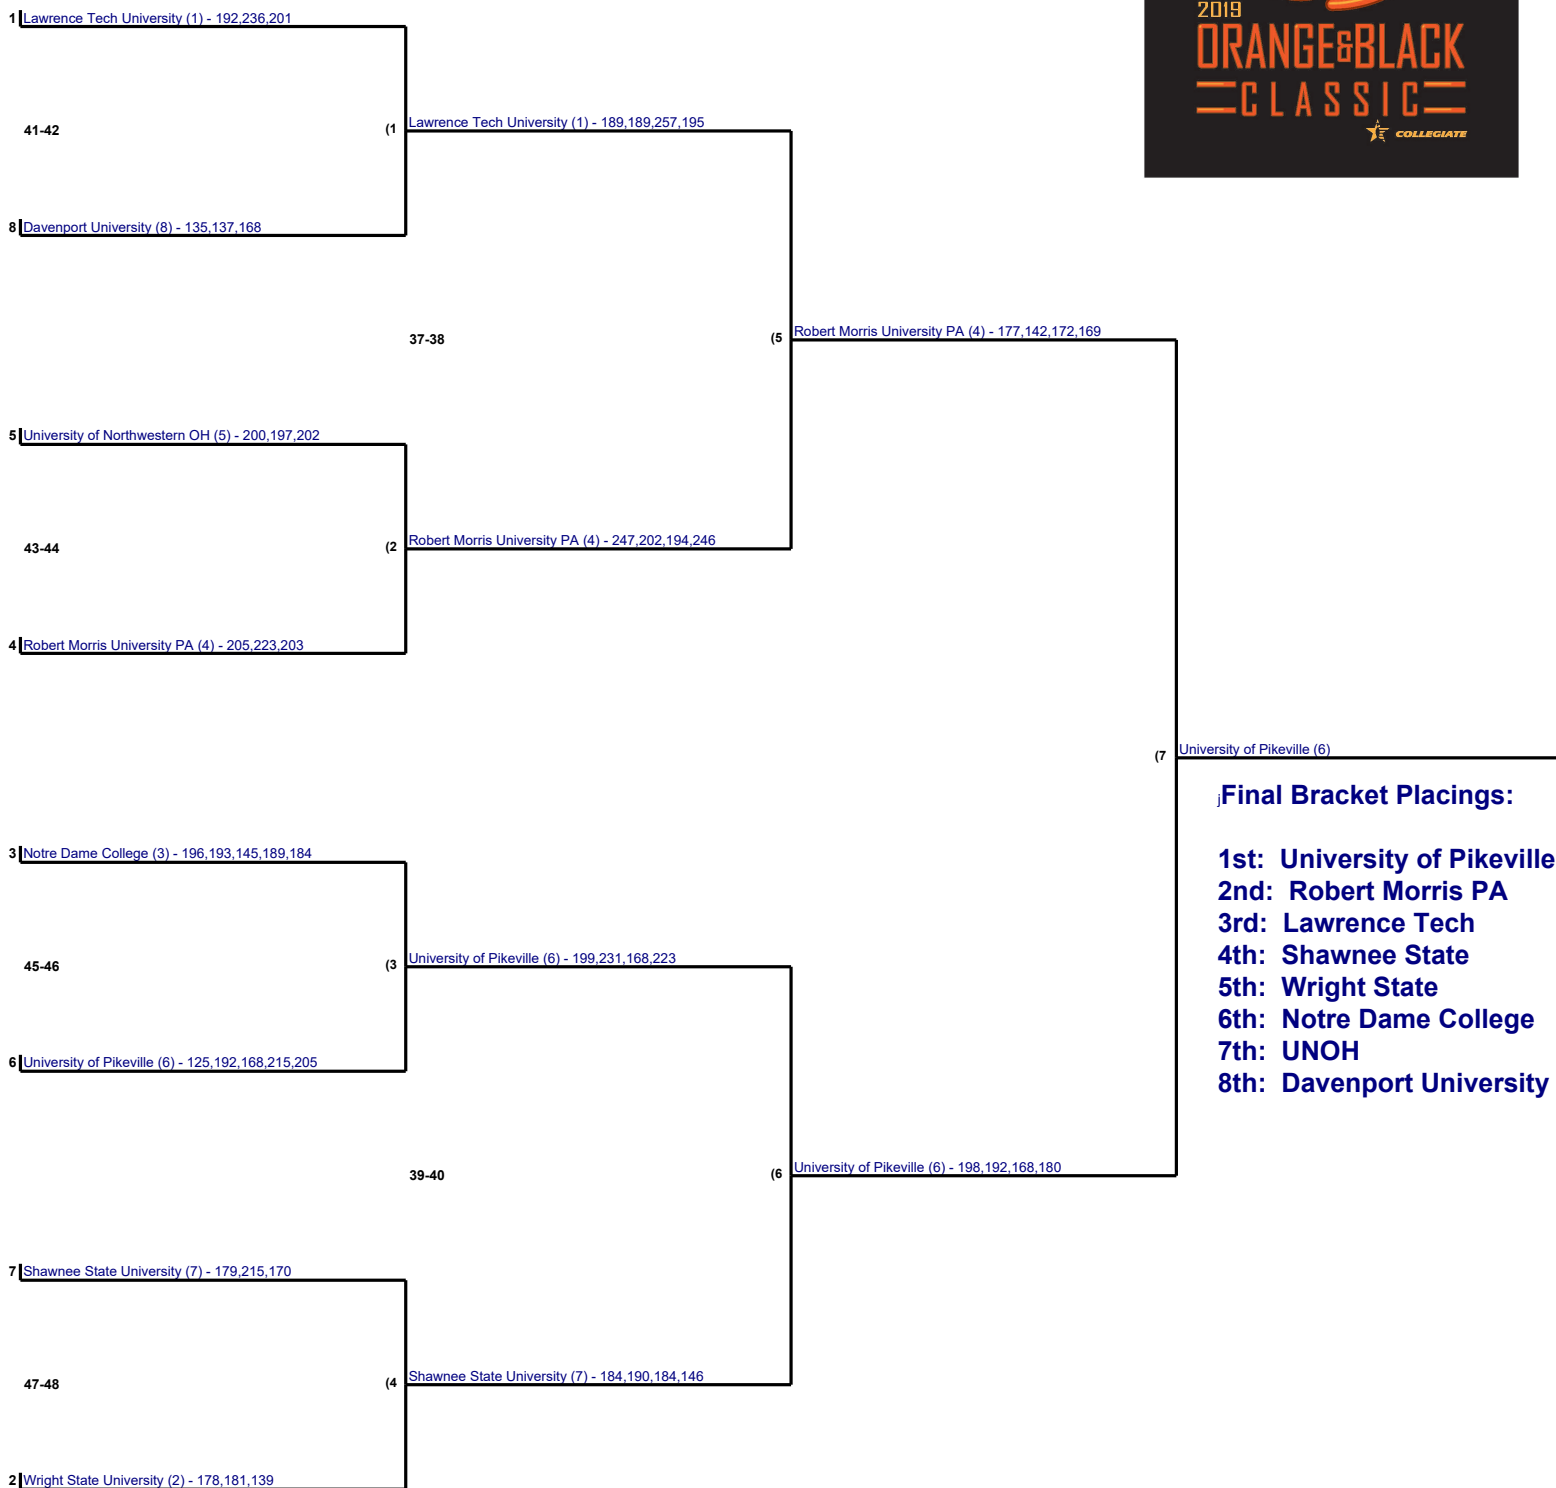 1 Lawrence Tech University (1) - 192,236,201
2019
ORANGE&BLACK
CLASSIC
COLLEGIATE
41-42
(1
Lawrence Tech University (1) - 189,189,257,195
8 Davenport University (8) - 135,137,168
37-38
(5
Robert Morris University PA (4) - 177,142,172,169
5 University of Northwestern OH (5) - 200,197,202
43-44
(2
Robert Morris University PA (4) - 247,202,194,246
4 Robert Morris University PA (4) - 205,223,203
(7
University of Pikeville (6)
jFinal Bracket Placings:
1st: University of Pikeville
2nd: Robert Morris PA
3rd: Lawrence Tech
4th: Shawnee State
5th: Wright State
6th: Notre Dame College
7th: UNOH
8th: Davenport University
3 Notre Dame College (3) - 196,193,145,189,184
45-46
(3
University of Pikeville (6) - 199,231,168,223
6 University of Pikeville (6) - 125,192,168,215,205
39-40
(6
University of Pikeville (6) - 198,192,168,180
7 Shawnee State University (7) - 179,215,170
47-48
(4
Shawnee State University (7) - 184,190,184,146
2 Wright State University (2) - 178,181,139